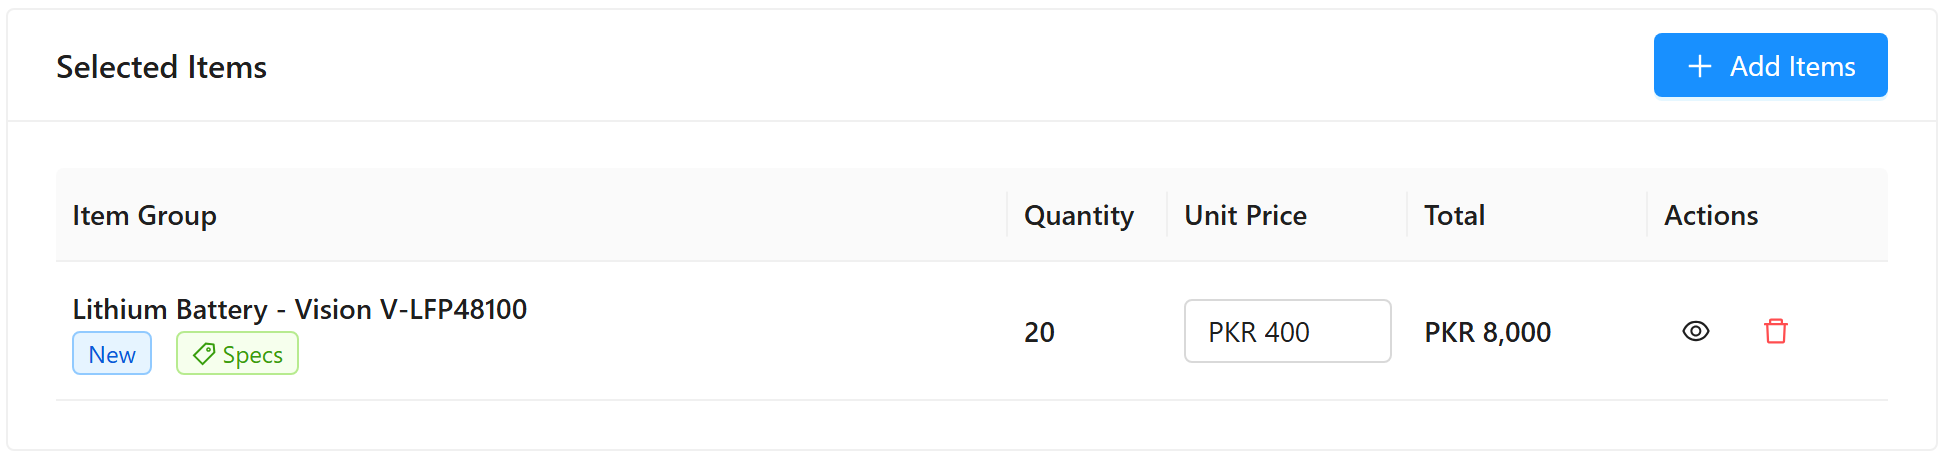 Selected Items
Add Items
Item Group Quantity Unit Price Total Actions
Lithium Battery - Vision V-LFP48100
New Specs
20 PKR 400 PKR 8,000